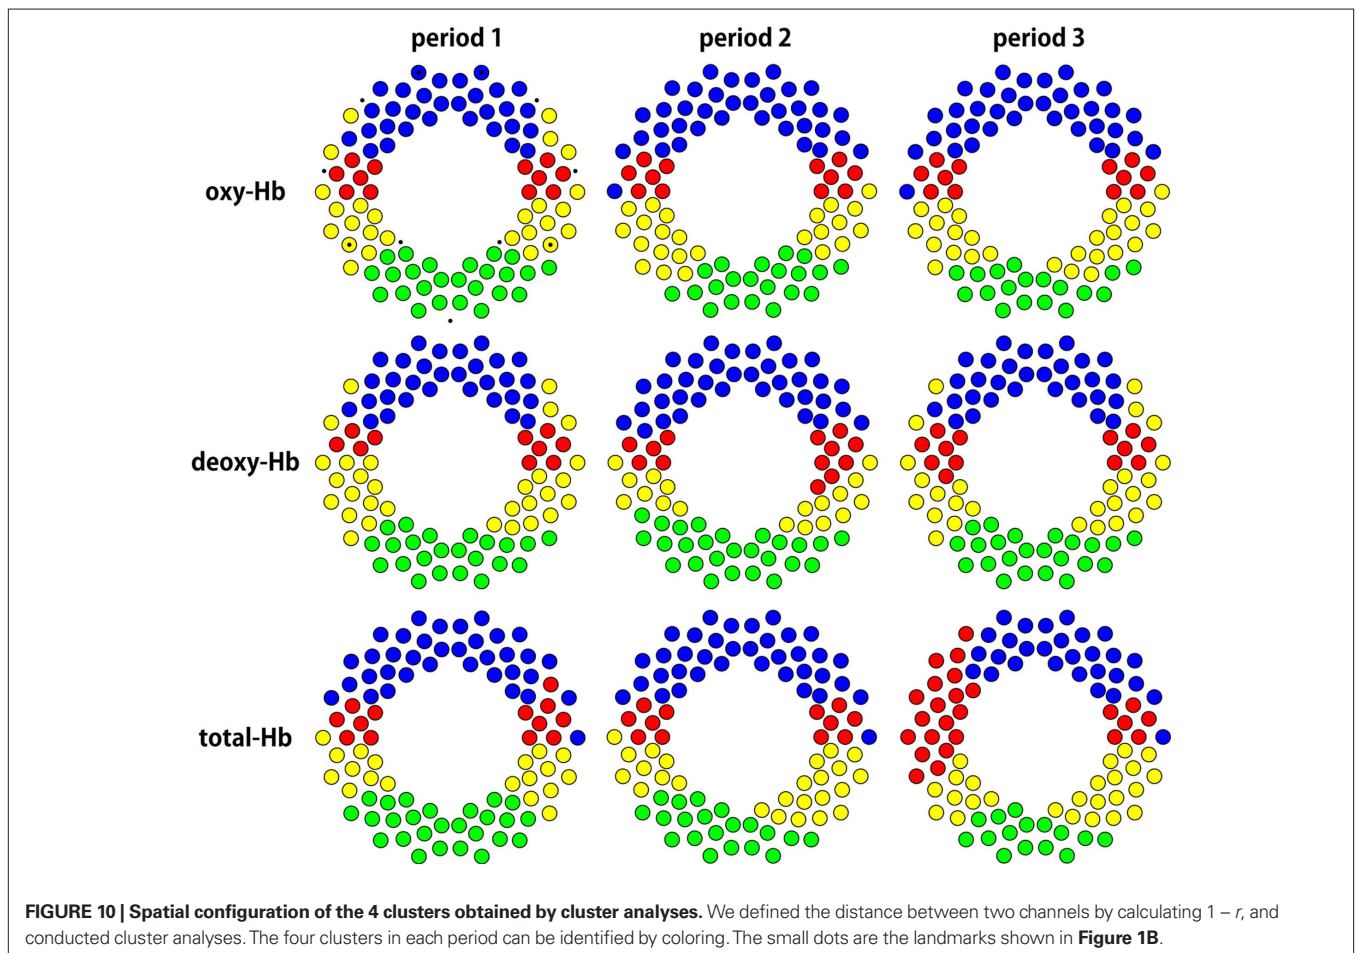 period 1
period 2
period 3
oxy-Hb
deoxy-Hb
total-Hb
FIGURE 10 | Spatial configuration of the 4 clusters obtained by cluster analyses. We defined the distance between two channels by calculating 1 – r, and
conducted cluster analyses. The four clusters in each period can be identified by coloring. The small dots are the landmarks shown in Figure 1B.